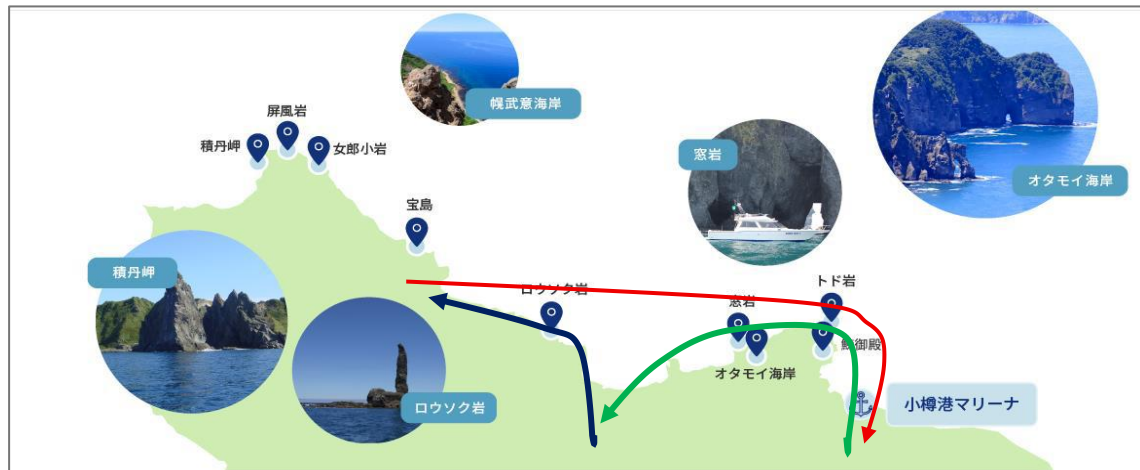 幌武意海岸
屏風岩
積丹岬
女郎小岩
窓岩
オタモイ海岸
宝島
積丹岬
ロウソク岩
トド岩
窓岩
御殿
オタモイ海岸
ロウソク岩
小樽港マリーナ